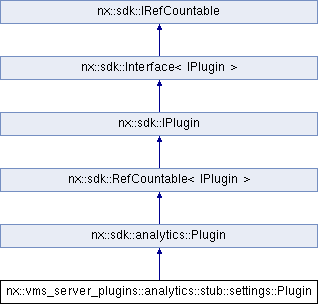 nx::sdk::IRefCountable
nx::sdk::Interface< IPlugin >
nx::sdk::IPlugin
nx::sdk::RefCountable< IPlugin >
nx::sdk::analytics::Plugin
nx::vms_server_plugins::analytics::stub::settings::Plugin